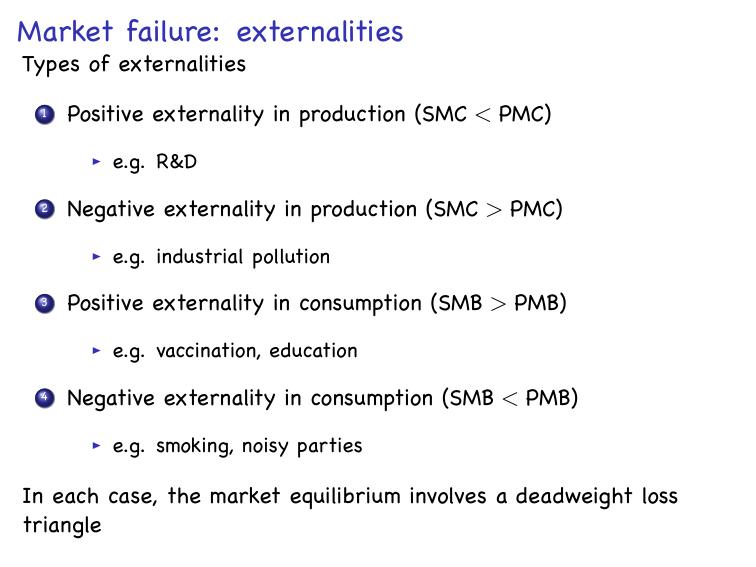 Market failure: externalities
Types of externalities
1 Positive externality in production (SMC < PMC)
► e.g. R&D
2 Negative externality in production (SMC > PMC)
► e.g. industrial pollution
3 Positive externality in consumption (SMB > PMB)
► e.g. vaccination, education
4 Negative externality in consumption (SMB < PMB)
► e.g. smoking, noisy parties
In each case, the market equilibrium involves a deadweight loss
triangle